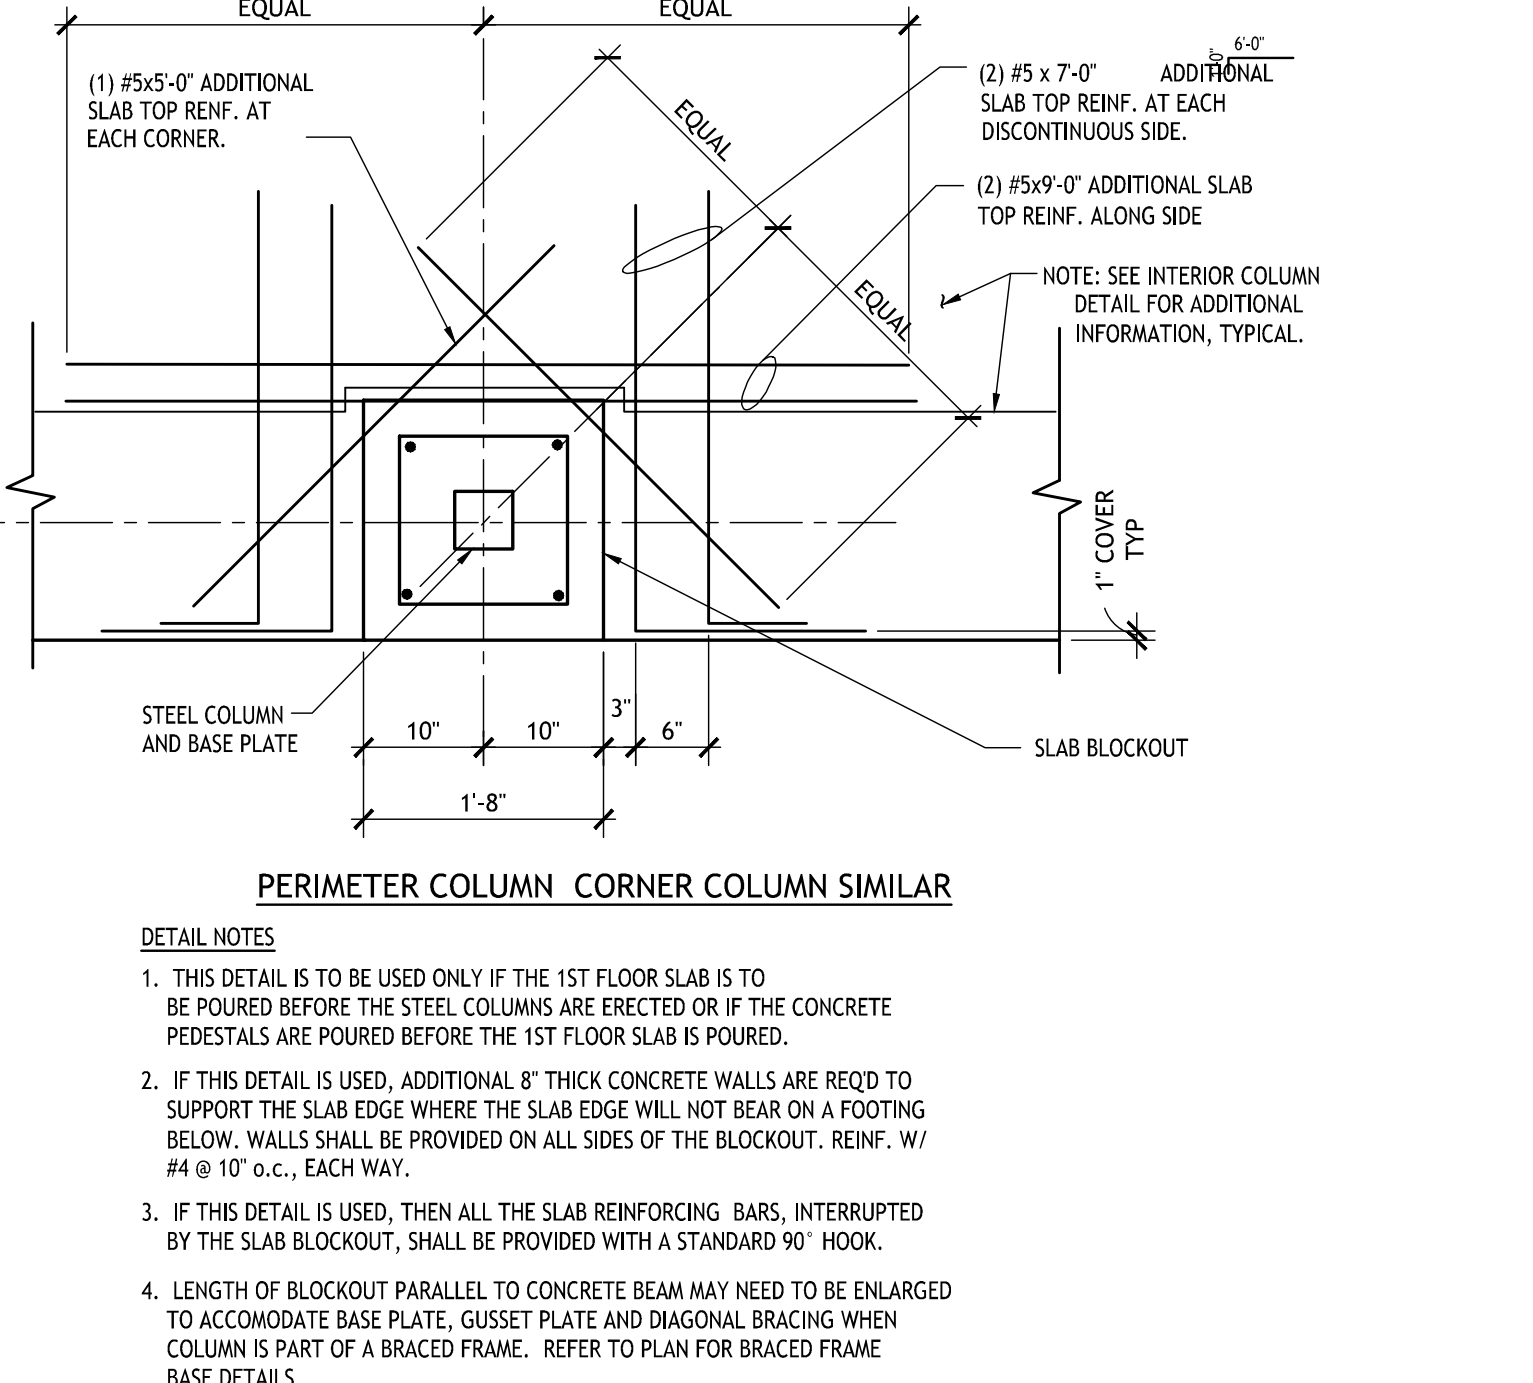 EQUAL
EQUAL
(1) #5x5'-0" ADDITIONAL
SLAB TOP RENF. AT
EACH CORNER.
EQUAL
EQUAL
6'-0"
(2) #5 x 7'-0" ADDITIONAL
SLAB TOP REINF. AT EACH
DISCONTINUOUS SIDE.
(2) #5x9'-0" ADDITIONAL SLAB
TOP REINF. ALONG SIDE
NOTE: SEE INTERIOR COLUMN
DETAIL FOR ADDITIONAL
INFORMATION, TYPICAL.
1" COVER
TYP
STEEL COLUMN
AND BASE PLATE
10"
10"
3"
6"
1'-8"
SLAB BLOCKOUT
PERIMETER COLUMN CORNER COLUMN SIMILAR
DETAIL NOTES
1. THIS DETAIL IS TO BE USED ONLY IF THE 1ST FLOOR SLAB IS TO
BE POURED BEFORE THE STEEL COLUMNS ARE ERECTED OR IF THE CONCRETE
PEDESTALS ARE POURED BEFORE THE 1ST FLOOR SLAB IS POURED.
2. IF THIS DETAIL IS USED, ADDITIONAL 8" THICK CONCRETE WALLS ARE REQ'D TO
SUPPORT THE SLAB EDGE WHERE THE SLAB EDGE WILL NOT BEAR ON A FOOTING
BELOW. WALLS SHALL BE PROVIDED ON ALL SIDES OF THE BLOCKOUT. REINF. W/
#4 @ 10" o.c., EACH WAY.
3. IF THIS DETAIL IS USED, THEN ALL THE SLAB REINFORCING BARS, INTERRUPTED
BY THE SLAB BLOCKOUT, SHALL BE PROVIDED WITH A STANDARD 90° HOOK.
4. LENGTH OF BLOCKOUT PARALLEL TO CONCRETE BEAM MAY NEED TO BE ENLARGED
TO ACCOMODATE BASE PLATE, GUSSET PLATE AND DIAGONAL BRACING WHEN
COLUMN IS PART OF A BRACED FRAME. REFER TO PLAN FOR BRACED FRAME
BASE DETAILS